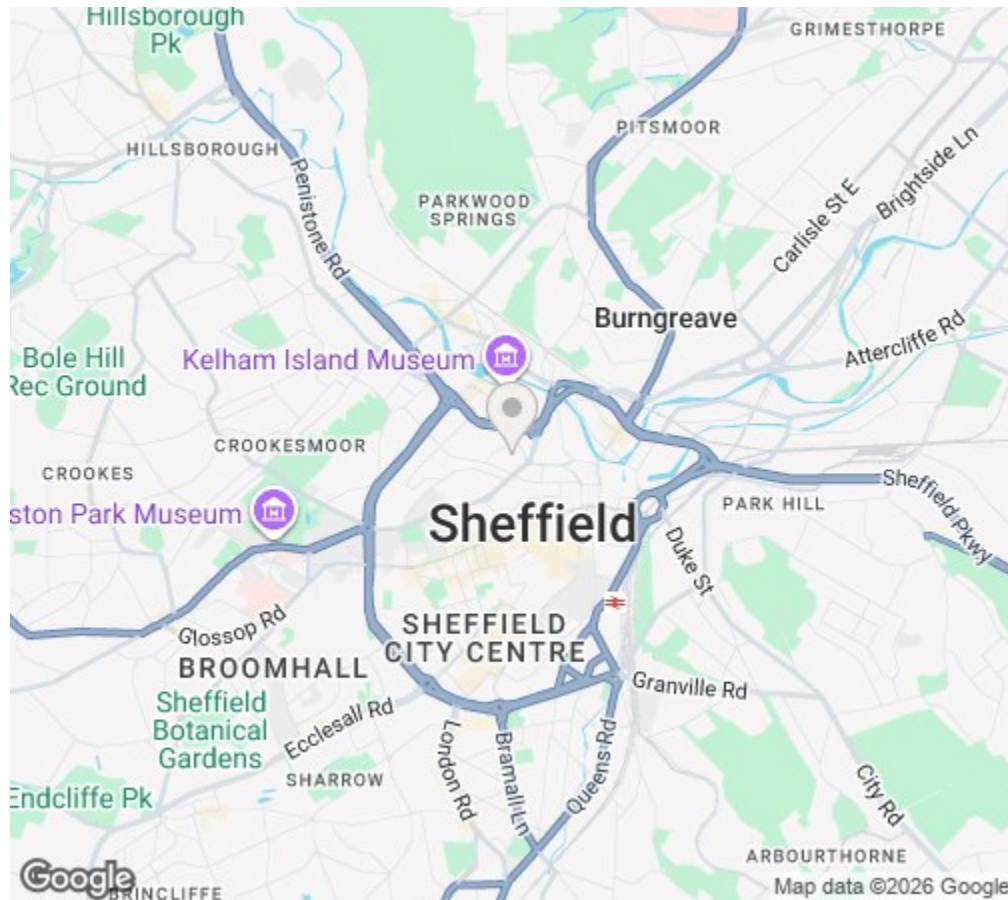 Hillsborough
Pk
GRIMESTHORPE
PITSMOOR
HILLSBOROUGH
Brightside Ln
Penistone Rd
PARKWOOD
SPRINGS
Carlisle St E
Burngreave
Attercliffe Rd
Bole Hill
Rec Ground
Kelham Island Museum
CROOKESMOOR
CROOKES
ston Park Museum
Sheffield
PARK HILL
Sheffield Pkwy
Duke St
Glossop Rd
SHEFFIELD
CITY CENTRE
BROOMHALL
Granville Rd
Sheffield
Botanical
Gardens
Ecclesall Rd
London Rd
Bramall Ln
Queens Rd
SHARROW
City Rd
Endcliffe Pk
ARBOURTHORNE
Google
BRINCLIFFE
Map data ©2026 Google